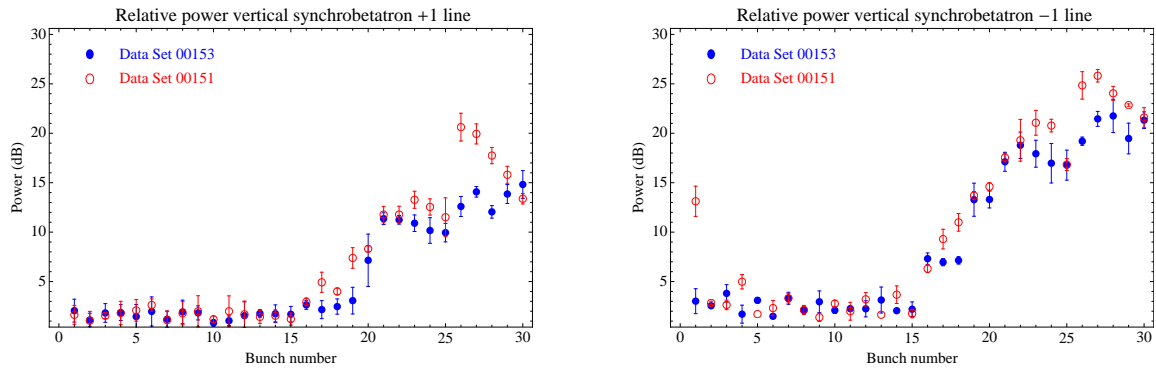 Relative power vertical synchrobetatron +1 line
30
25
20
15
10
5
0 5 10 15 20 25 30
Power (dB)
Bunch number
Data Set 00153
Data Set 00151
Relative power vertical synchrobetatron −1 line
30
25
20
15
10
5
0 5 10 15 20 25 30
Power (dB)
Bunch number
Data Set 00153
Data Set 00151